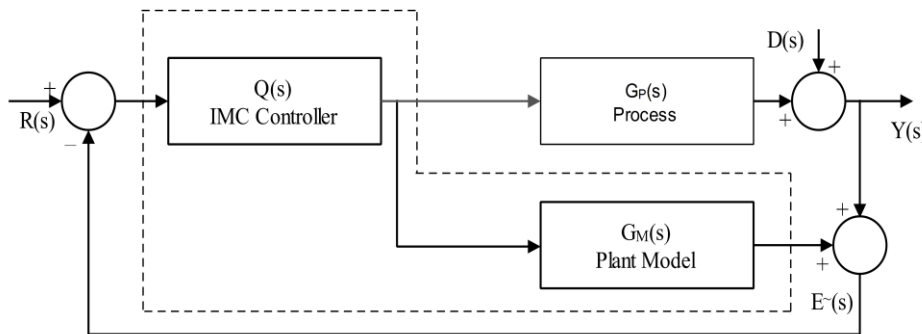 D(s)
+
+
R(s)
−
Q(s)
IMC Controller
GP(s)
Process
+
Y(s)
+
GM(s)
Plant Model
+
E~(s)